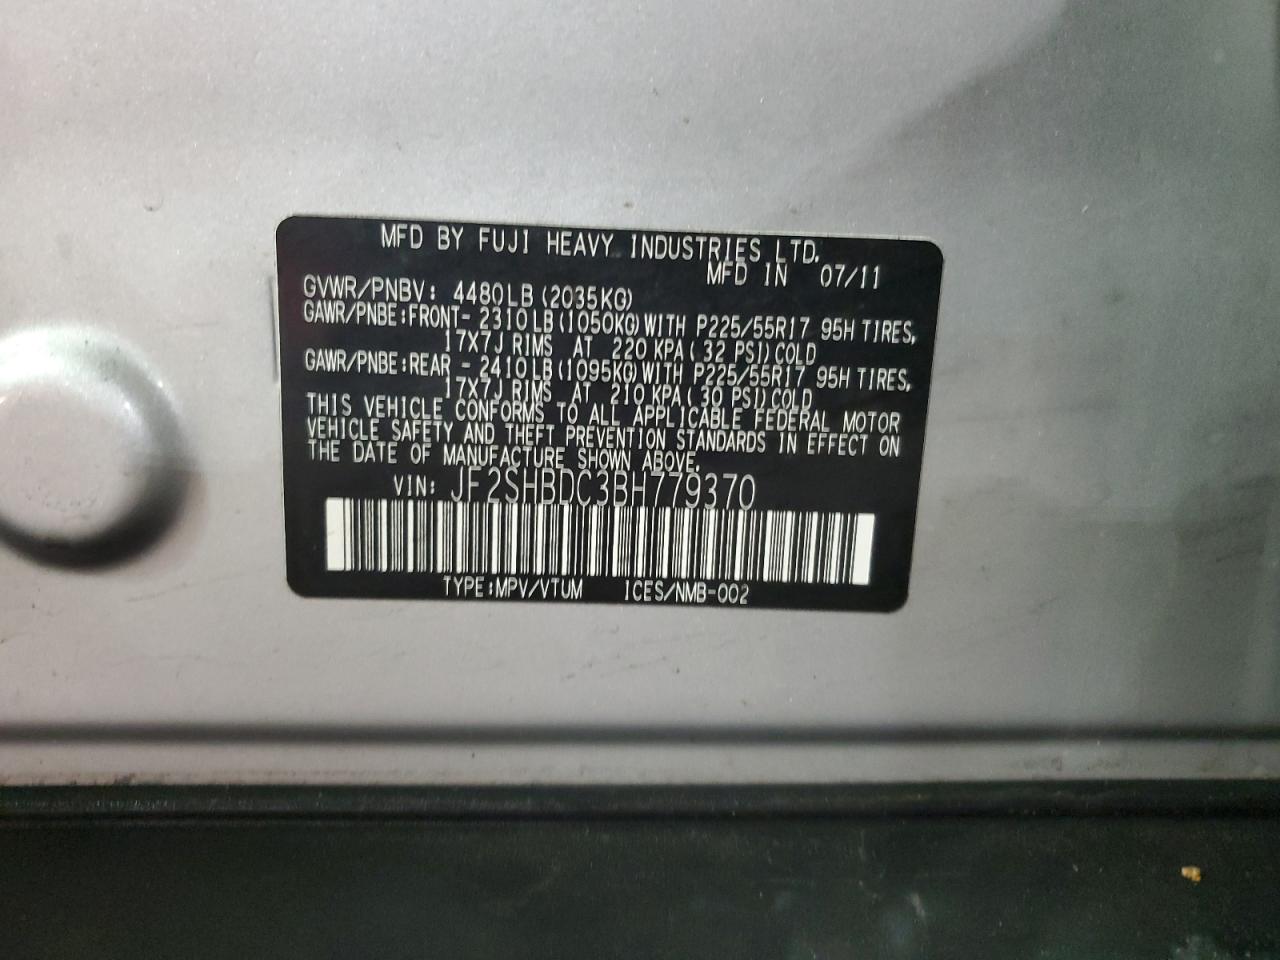 MFD BY FUJI HEAVY INDUSTRIES LTD.
MFD IN 07/11
GVWR/PNBV: 4480LB (2035KG)
GAWR/PNBE:FRONT- 2310LB (1050KG) WITH P225/55R17 95H TIRES,
17X7J RIMS AT 220 KPA ( 32 PSI) COLD
GAWR/PNBE:REAR - 2410LB (1095KG) WITH P225/55R17 95H TIRES,
17X7J RIMS AT 210 KPA ( 30 PSI) COLD
THIS VEHICLE CONFORMS TO ALL APPLICABLE FEDERAL MOTOR
VEHICLE SAFETY AND THEFT PREVENTION STANDARDS IN EFFECT ON
THE DATE OF MANUFACTURE SHOWN ABOVE.
VIN: JF2SHBDC3BH779370
TYPE:MPV/VTUM ICES/NMB-002